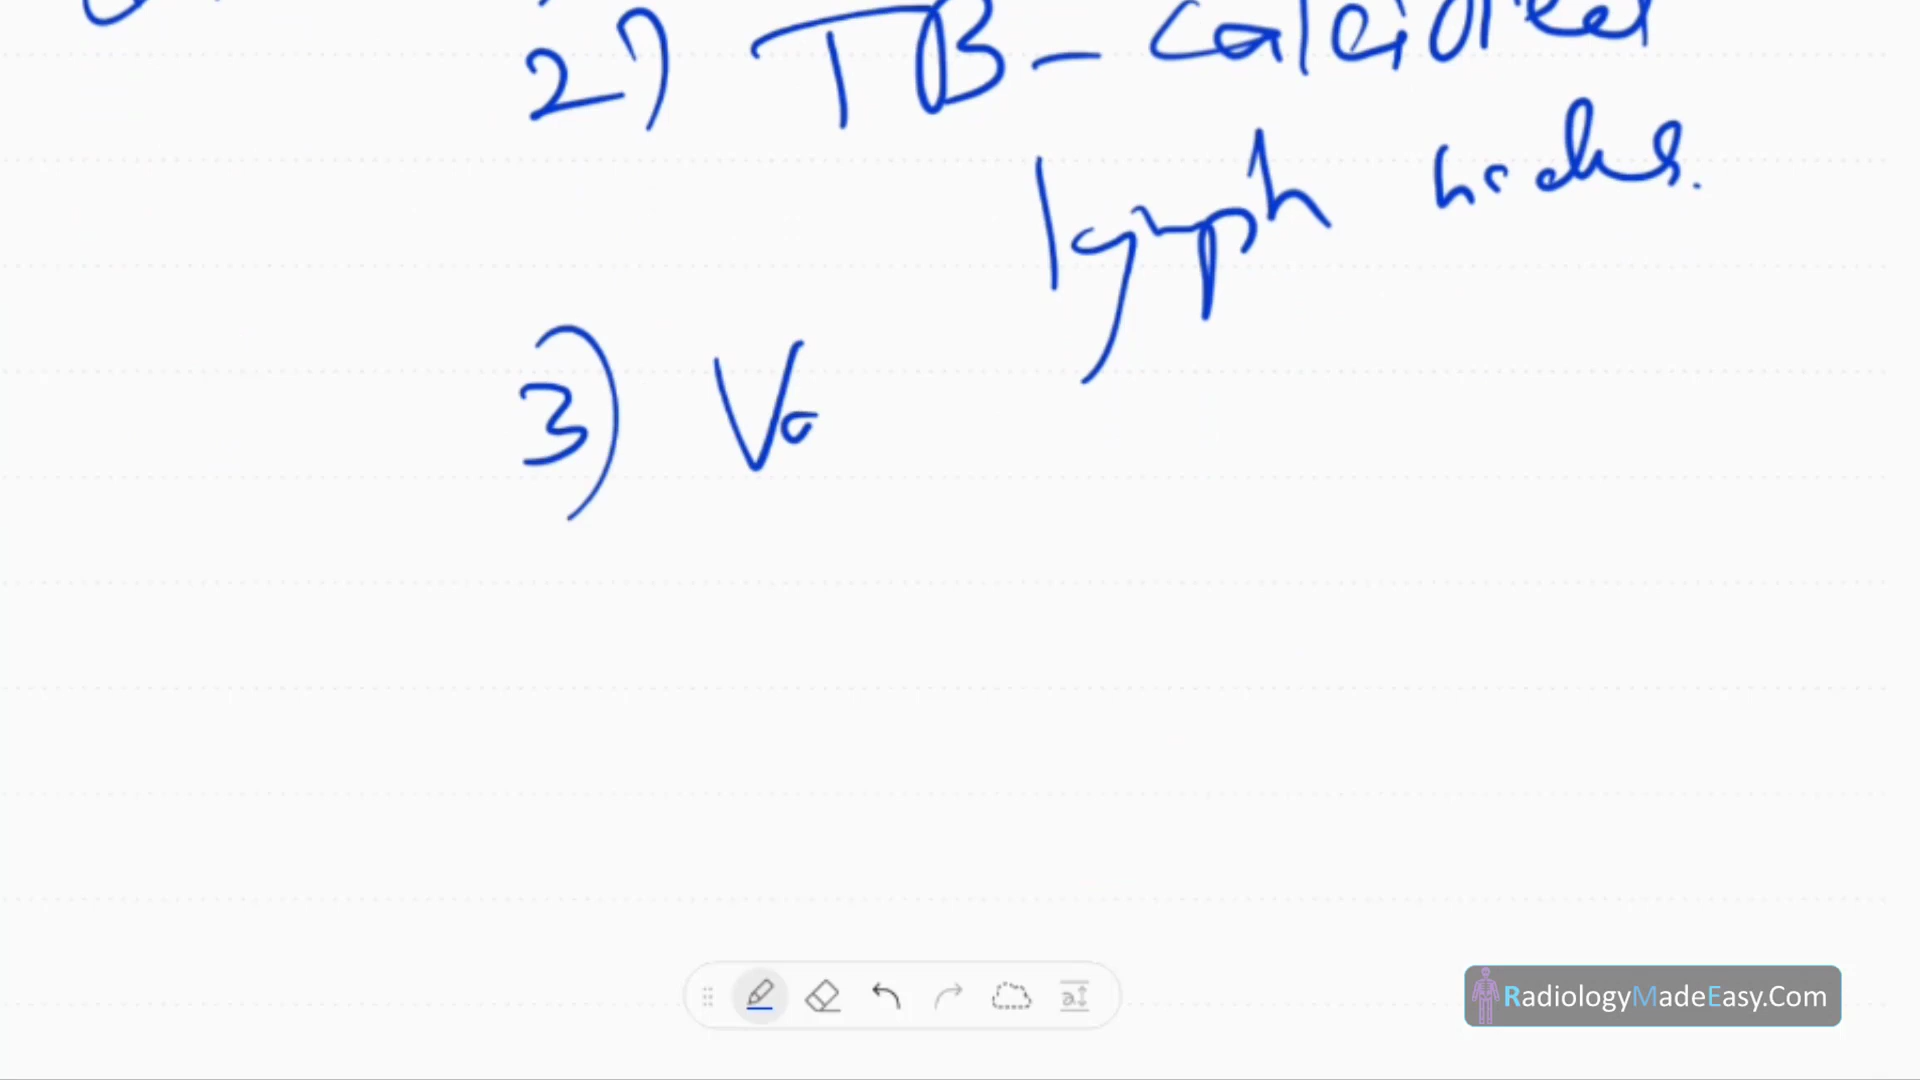 2) TB - calcified
lymph nodes.
3) Va
RadiologyMadeEasy.Com